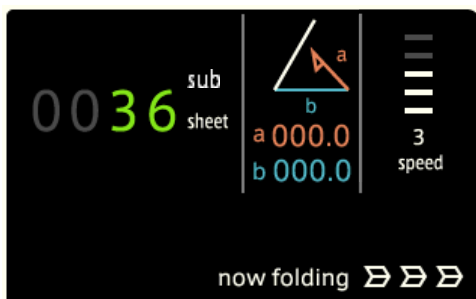 0036 sub sheet
a
b
a 000.0
b 000.0
3
speed
now folding